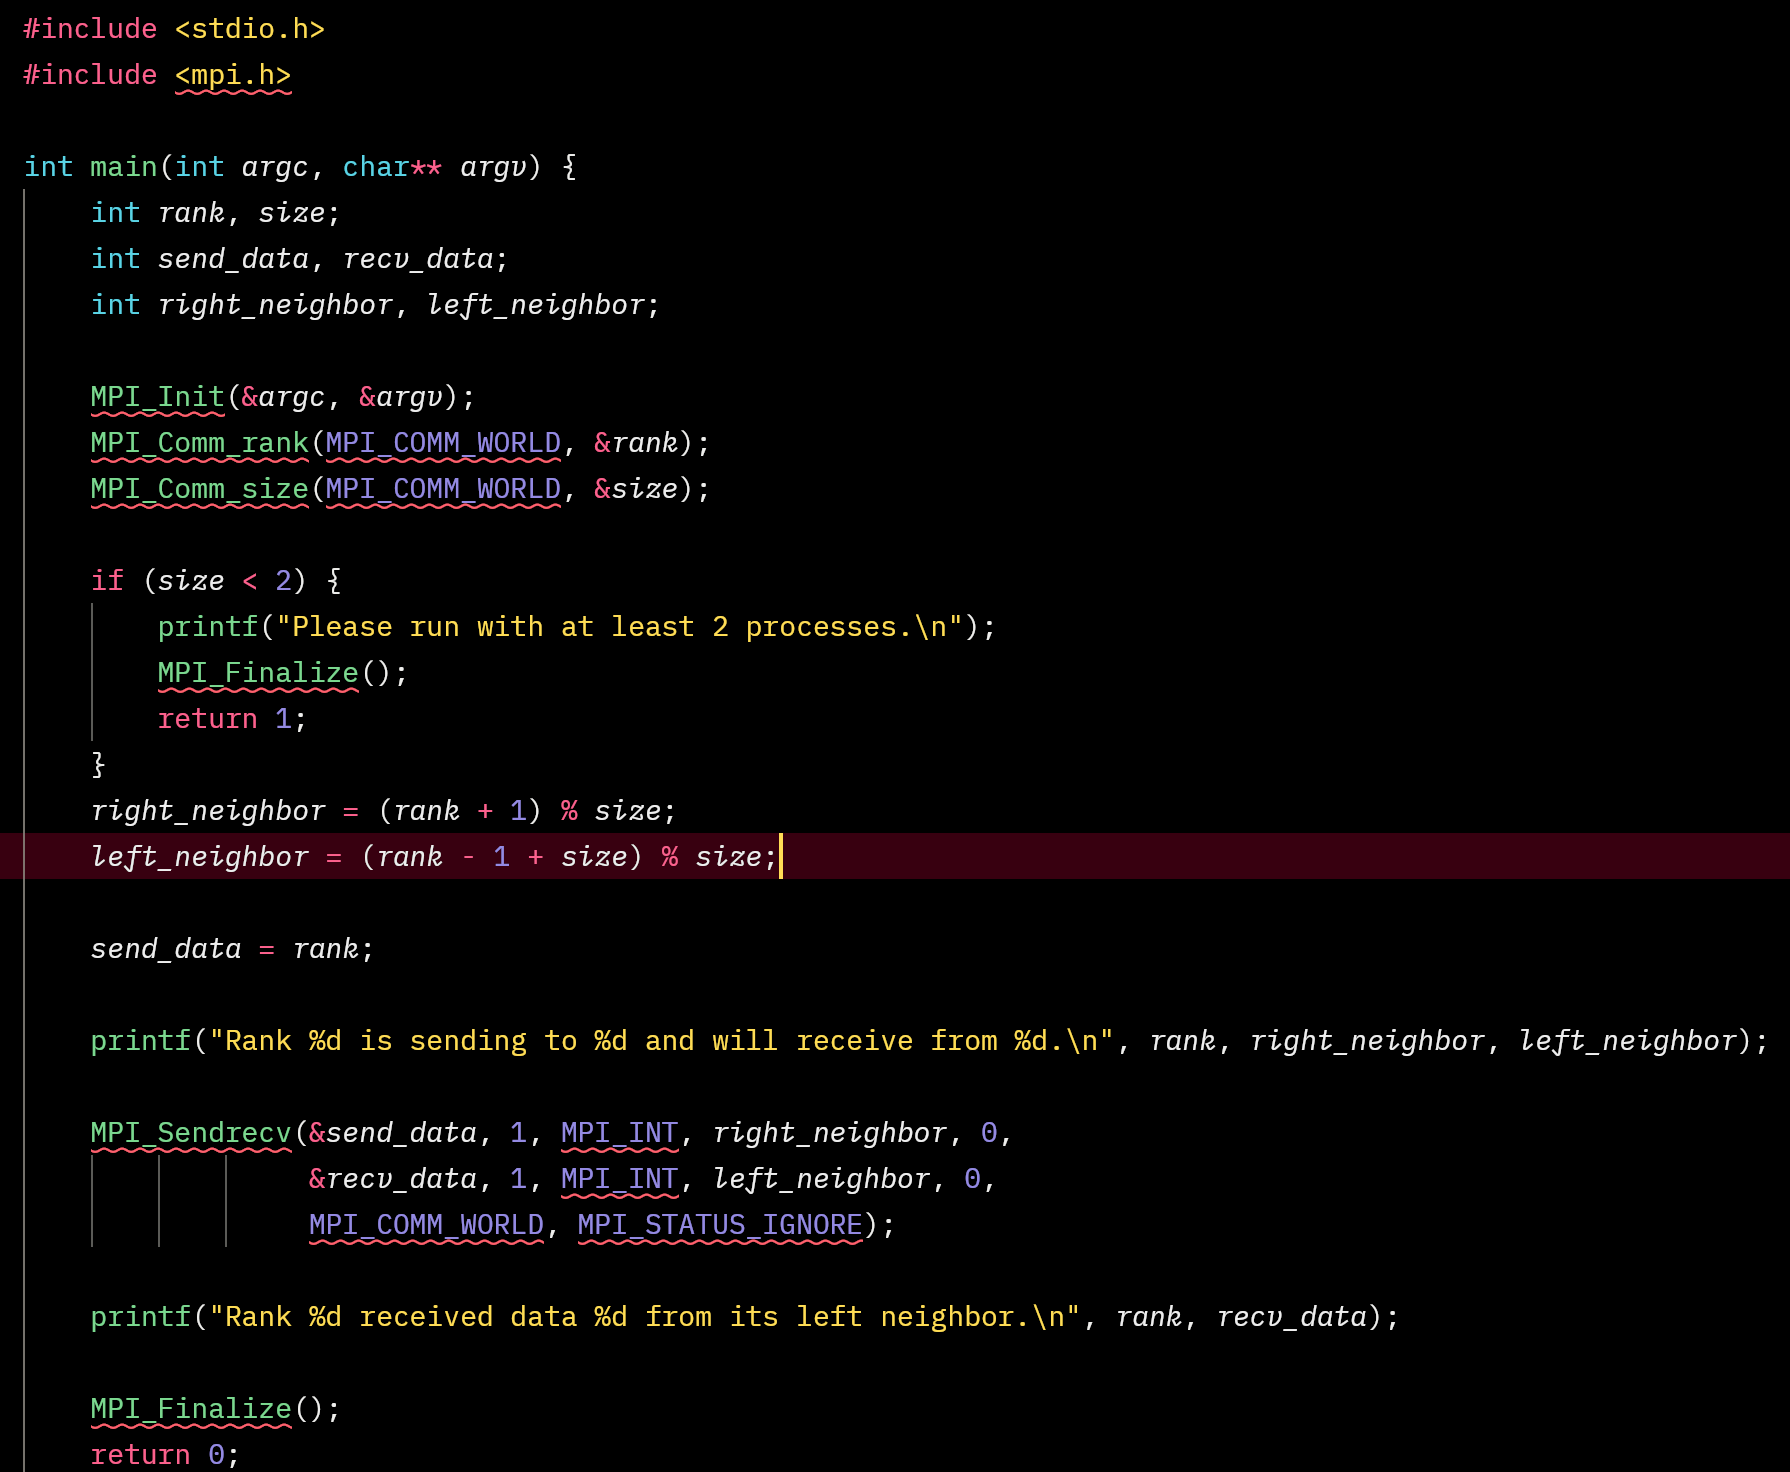 #include <stdio.h>
#include <mpi.h>

int main(int argc, char** argv) {
    int rank, size;
    int send_data, recv_data;
    int right_neighbor, left_neighbor;

    MPI_Init(&argc, &argv);
    MPI_Comm_rank(MPI_COMM_WORLD, &rank);
    MPI_Comm_size(MPI_COMM_WORLD, &size);

    if (size < 2) {
        printf("Please run with at least 2 processes.\n");
        MPI_Finalize();
        return 1;
    }
    right_neighbor = (rank + 1) % size;
    left_neighbor = (rank - 1 + size) % size;

    send_data = rank;

    printf("Rank %d is sending to %d and will receive from %d.\n", rank, right_neighbor, left_neighbor);

    MPI_Sendrecv(&send_data, 1, MPI_INT, right_neighbor, 0,
                 &recv_data, 1, MPI_INT, left_neighbor, 0,
                 MPI_COMM_WORLD, MPI_STATUS_IGNORE);

    printf("Rank %d received data %d from its left neighbor.\n", rank, recv_data);

    MPI_Finalize();
    return 0;